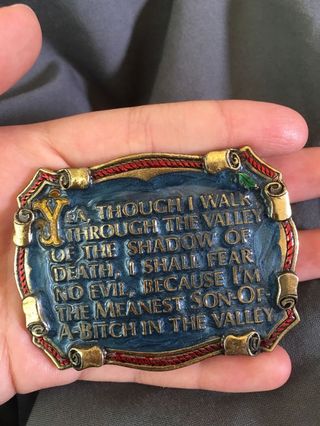 YEA, THOUGH I WALK
THROUGH THE VALLEY
OF THE SHADOW OF
DEATH, I SHALL FEAR
NO EVIL, BECAUSE I'M
THE MEANEST SON-OF-
A-BITCH IN THE VALLEY